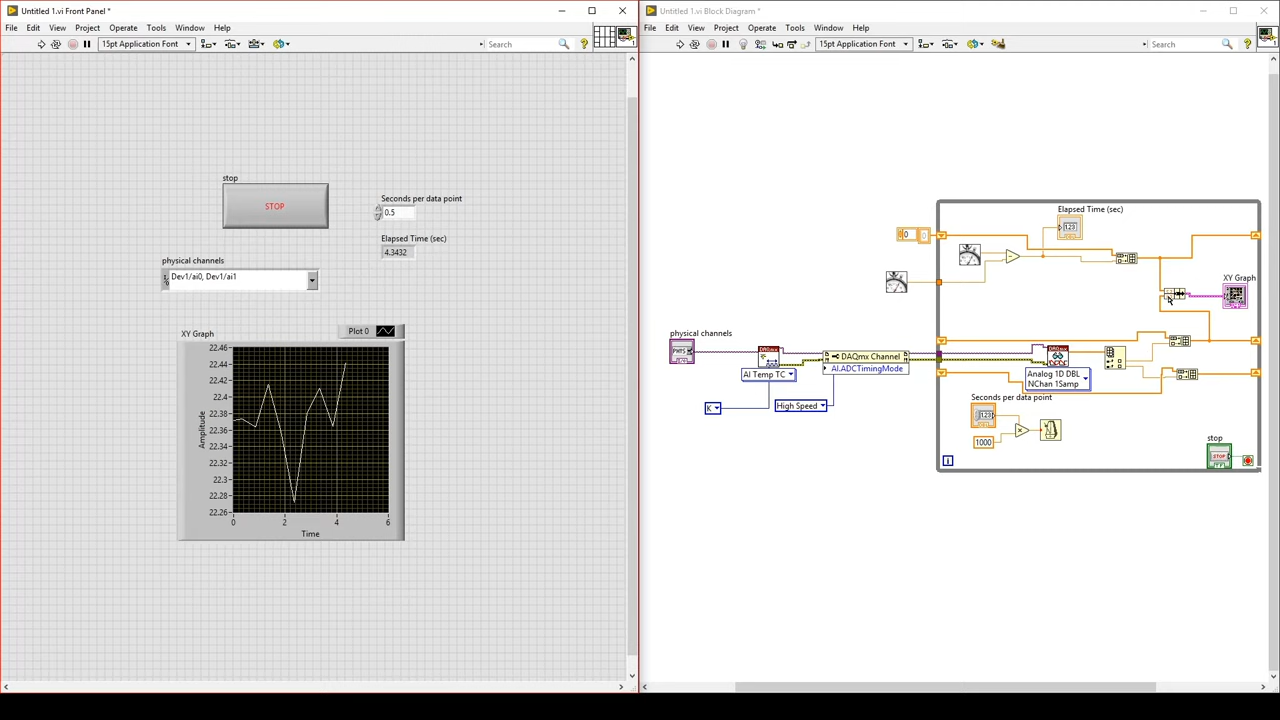 Untitled 1.vi Front Panel *
File Edit View Project Operate Tools Window Help
15pt Application Font
Search
stop
STOP
Seconds per data point
0.5
Elapsed Time (sec)
4.3432
physical channels
Dev1/ai0, Dev1/ai1
XY Graph
Plot 0
22.46
22.44
22.42
22.4
22.38
22.36
22.34
22.32
22.3
22.28
22.26
Amplitude
0 2 4 6
Time
Untitled 1.vi Block Diagram *
File Edit View Project Operate Tools Window Help
15pt Application Font
Search
Elapsed Time (sec)
123
0
XY Graph
physical channels
AI Temp TC
DAQmx Channel
AI.ADCTimingMode
K
High Speed
Analog 1D DBL
NChan 1Samp
Seconds per data point
123
1000
stop
STOP
i